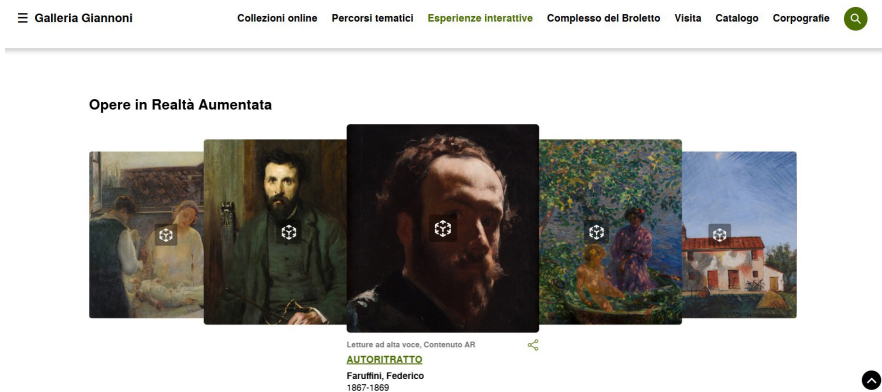 Galleria Giannoni
Collezioni online Percorsi tematici Esperienze interattive Complesso del Broletto Visita Catalogo Corpografie
Opere in Realtà Aumentata
Letture ad alta voce, Contenuto AR
AUTORITRATTO
Faruffini, Federico
1867-1869